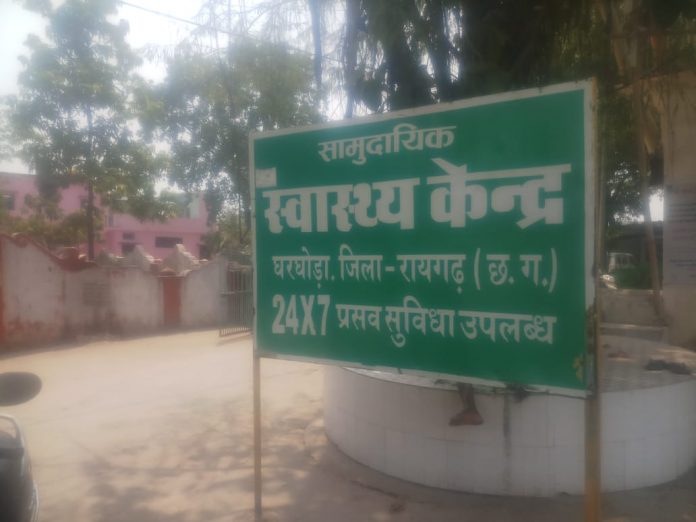 सामुदायिक
स्वास्थ्य केन्द्र
घरघोड़ा. जिला - रायगढ़ ( छ. ग. )
24X7 प्रसव सुविधा उपलब्ध